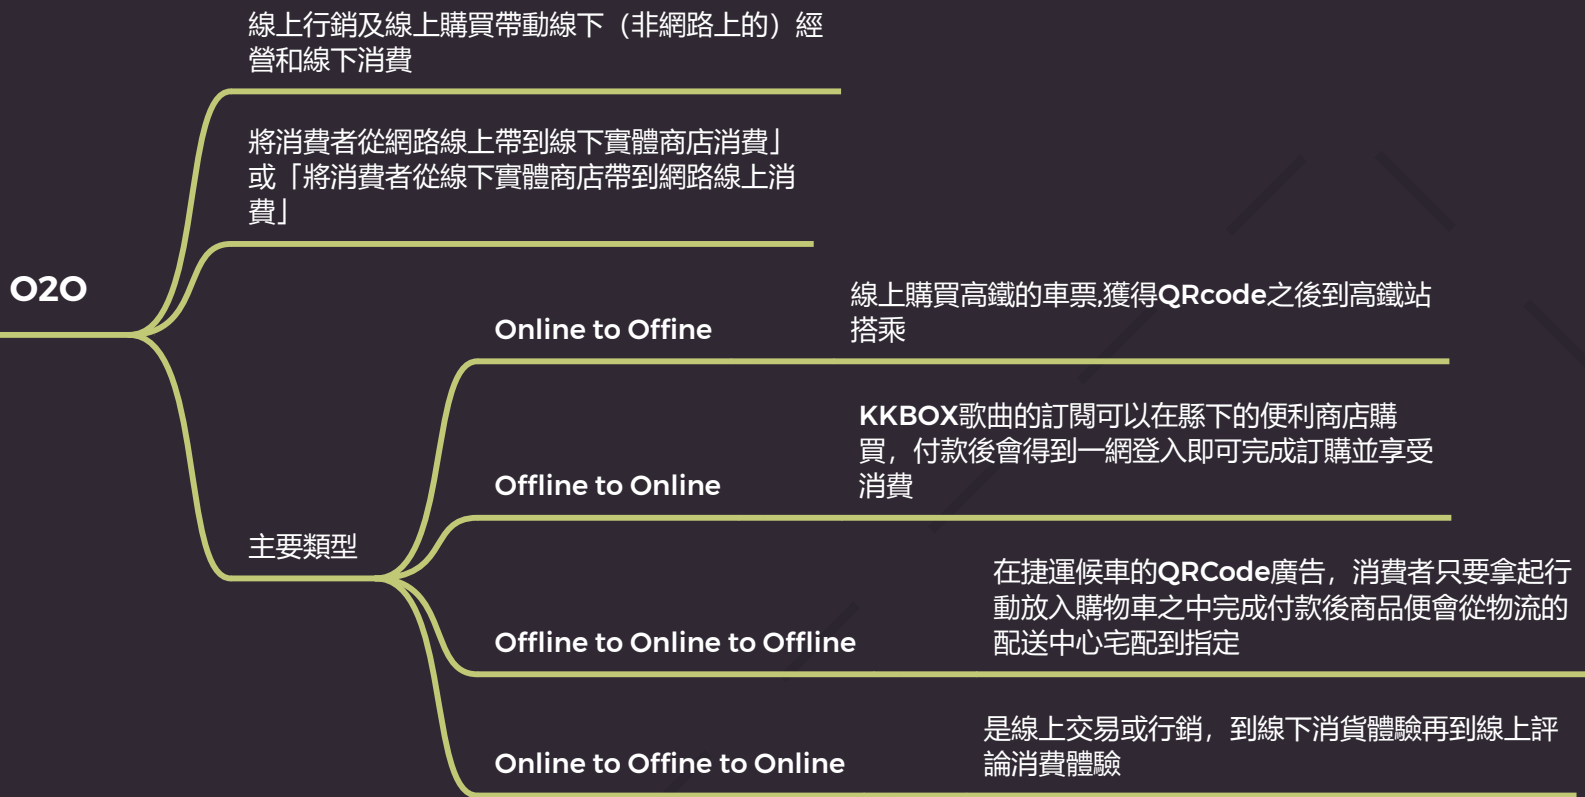 線上行銷及線上購買帶動線下（非網路上的）經
營和線下消費
將消費者從網路線上帶到線下實體商店消費」
或「將消費者從線下實體商店帶到網路線上消
費」
O2O
主要類型
Online to Offine
線上購買高鐵的車票,獲得QRcode之後到高鐵站
搭乘
Offline to Online
KKBOX歌曲的訂閱可以在縣下的便利商店購
買，付款後會得到一網登入即可完成訂購並享受
消費
Offline to Online to Offline
在捷運候車的QRCode廣告，消費者只要拿起行
動放入購物車之中完成付款後商品便會從物流的
配送中心宅配到指定
Online to Offine to Online
是線上交易或行銷，到線下消貨體驗再到線上評
論消費體驗